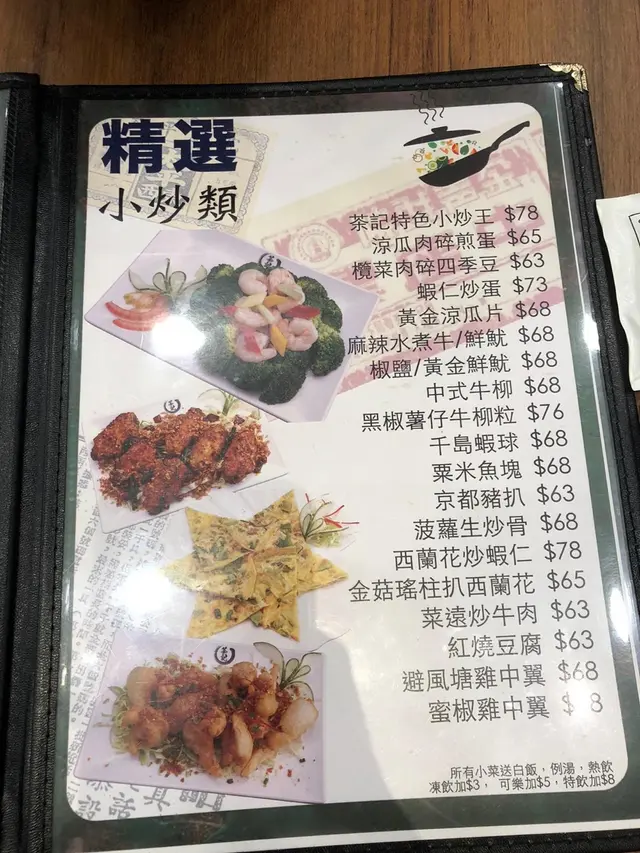 精選
小炒類
茶記特色小炒王 $78
涼瓜肉碎煎蛋 $65
欖菜肉碎四季豆 $63
蝦仁炒蛋 $73
黃金涼瓜片 $68
麻辣水煮牛/鮮魷 $68
椒鹽/黃金鮮魷 $68
中式牛柳 $68
黑椒薯仔牛柳粒 $76
千島蝦球 $68
粟米魚塊 $68
京都豬扒 $63
菠蘿生炒骨 $68
西蘭花炒蝦仁 $78
金菇瑤柱扒西蘭花 $65
菜遠炒牛肉 $63
紅燒豆腐 $63
避風塘雞中翼 $68
蜜椒雞中翼
所有小菜送白飯，例湯，熱飲
凍飲加$3， 可樂加$5，特飲加$8